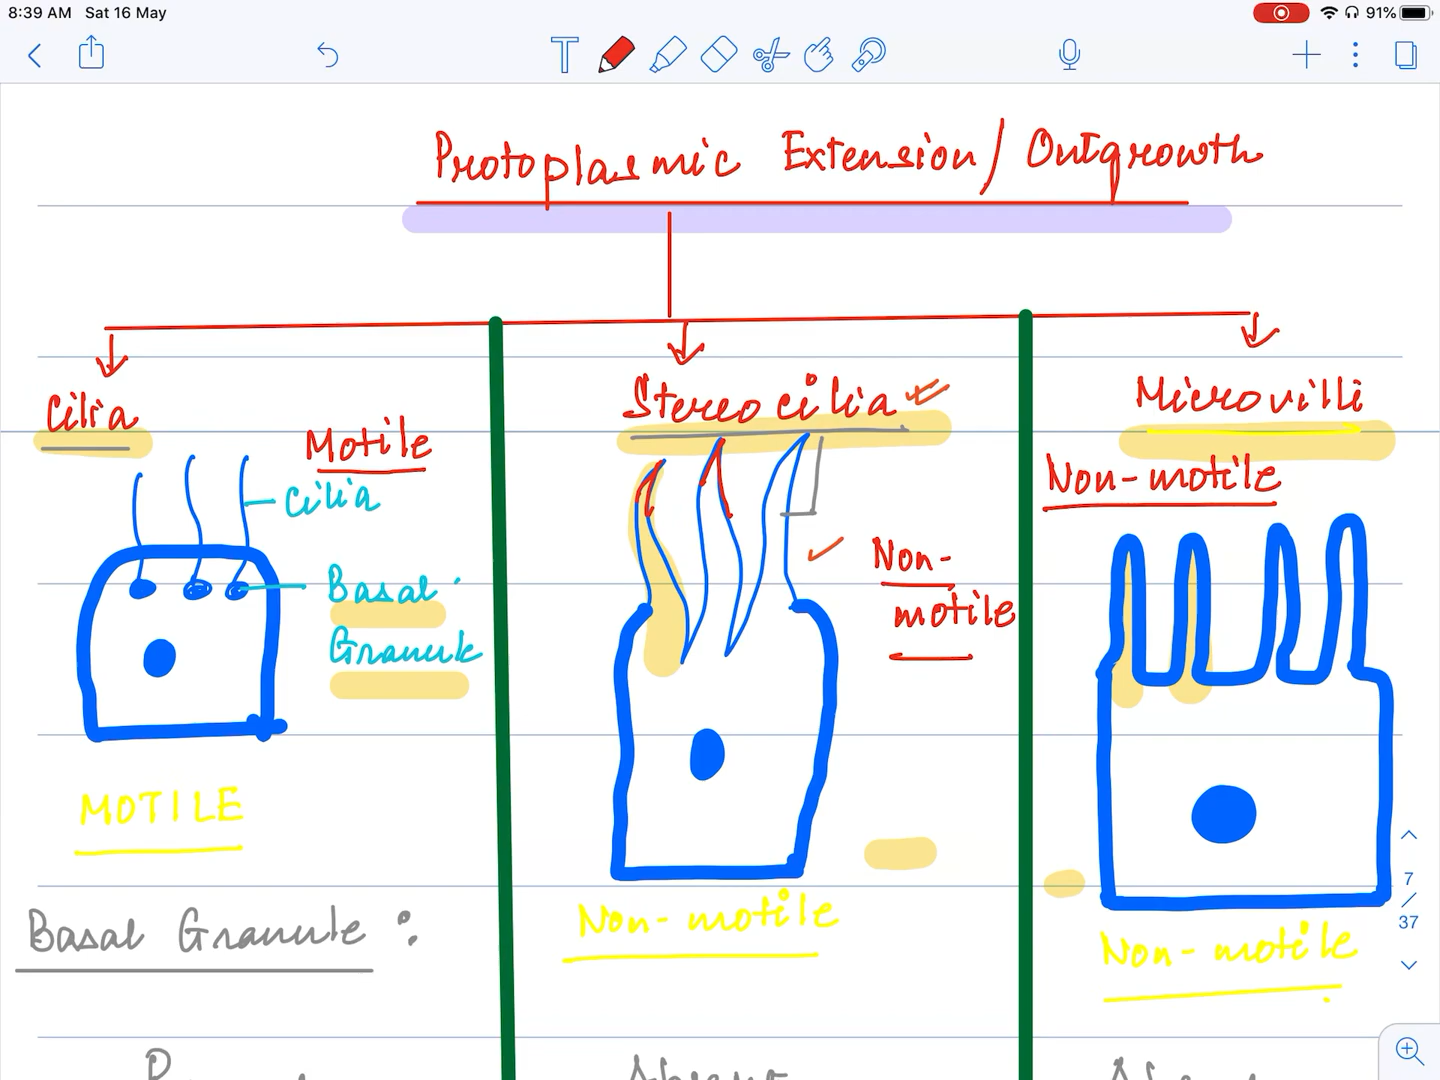 8:39 AM Sat 16 May
91%
Protoplasmic Extension/Outgrowth
Cilia
Motile
Cilia
Basal
Granule
MOTILE
Stereocilia
Non-
motile
Non-motile
Microvilli
Non-motile
Non-motile
7
/
37
Basal Granule :